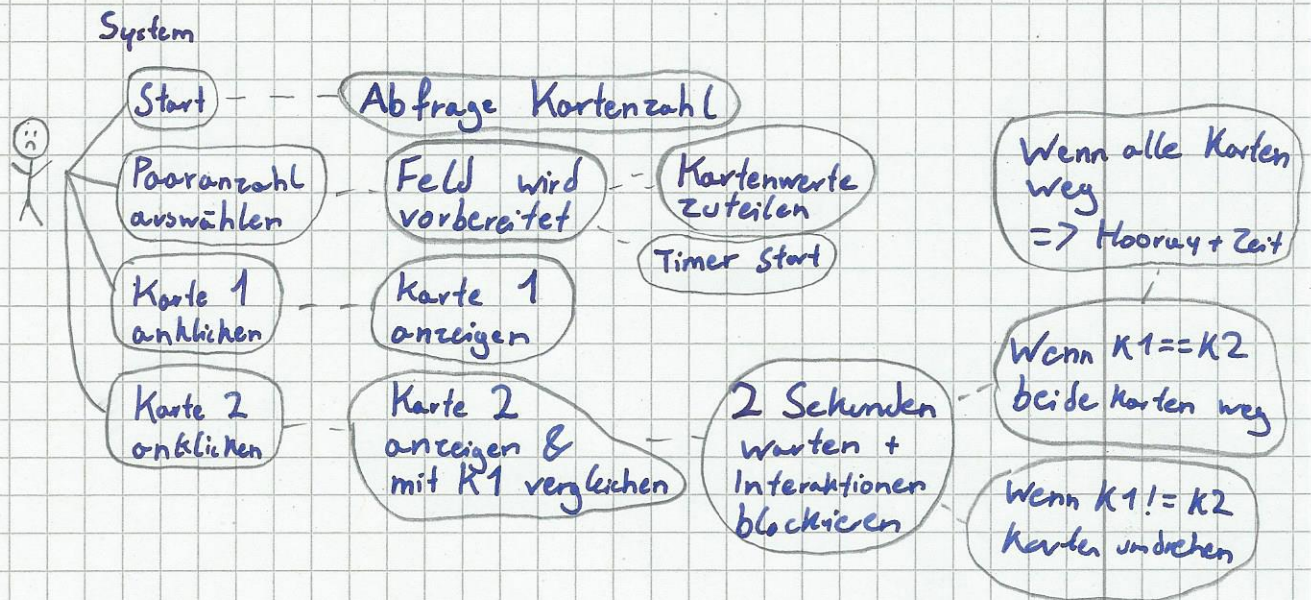 System
Start
Abfrage Kartenzahl
Paaranzahl
auswählen
Feld wird
vorbereitet
Kartenwerte
zuteilen
Timer Start
Karte 1
anklicken
Karte 1
anzeigen
Karte 2
anklicken
Karte 2
anzeigen &
mit K1 vergleichen
2 Sekunden
warten +
Interaktionen
blockieren
Wenn alle Karten
weg
=> Hooray + Zeit
Wenn K1==K2
beide Karten weg
Wenn K1!=K2
Karten umdrehen